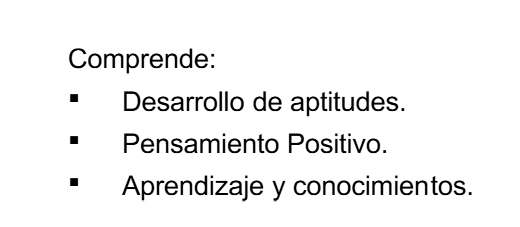 Comprende:
▪ Desarrollo de aptitudes.
▪ Pensamiento Positivo.
▪ Aprendizaje y conocimientos.